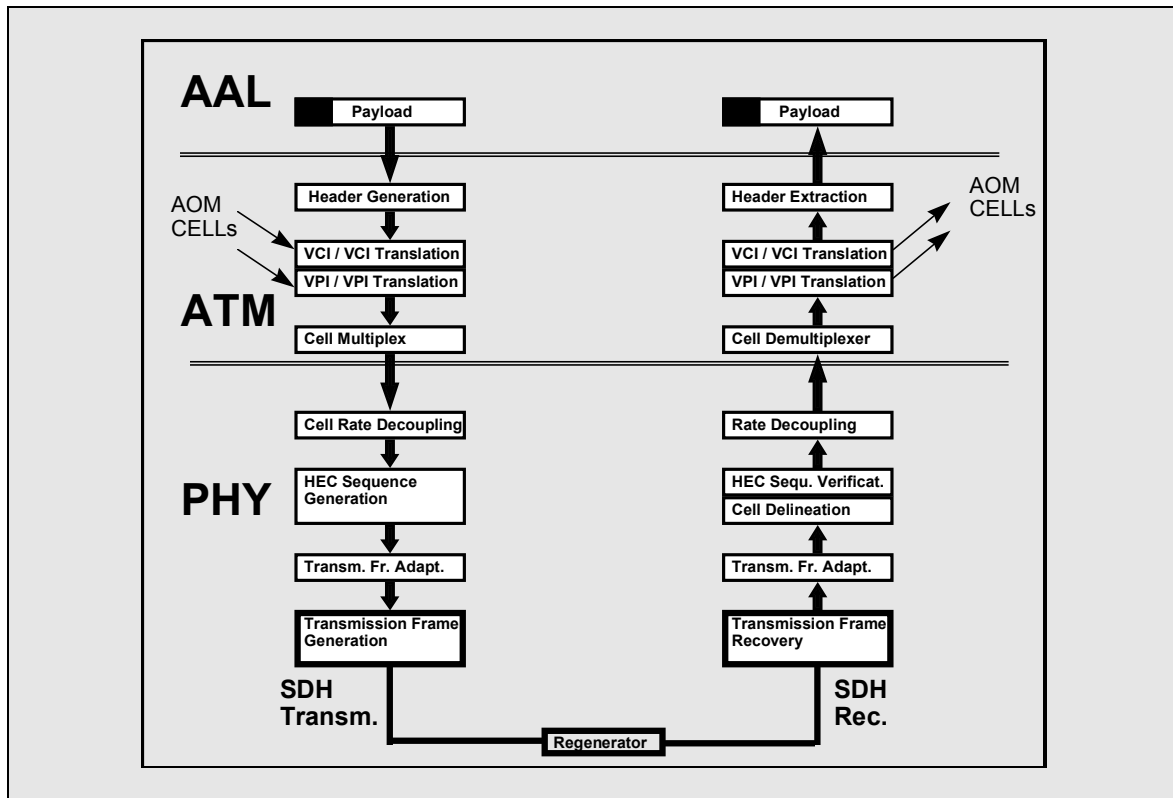 AAL
Payload
Payload
Header Generation
Header Extraction
AOM
CELLs
AOM
CELLs
VCI / VCI Translation
VCI / VCI Translation
VPI / VPI Translation
VPI / VPI Translation
ATM
Cell Multiplex
Cell Demultiplexer
Cell Rate Decoupling
Rate Decoupling
PHY
HEC Sequence
Generation
HEC Sequ. Verificat.
Cell Delineation
Transm. Fr. Adapt.
Transm. Fr. Adapt.
Transmission Frame
Generation
Transmission Frame
Recovery
SDH
Transm.
SDH
Rec.
Regenerator